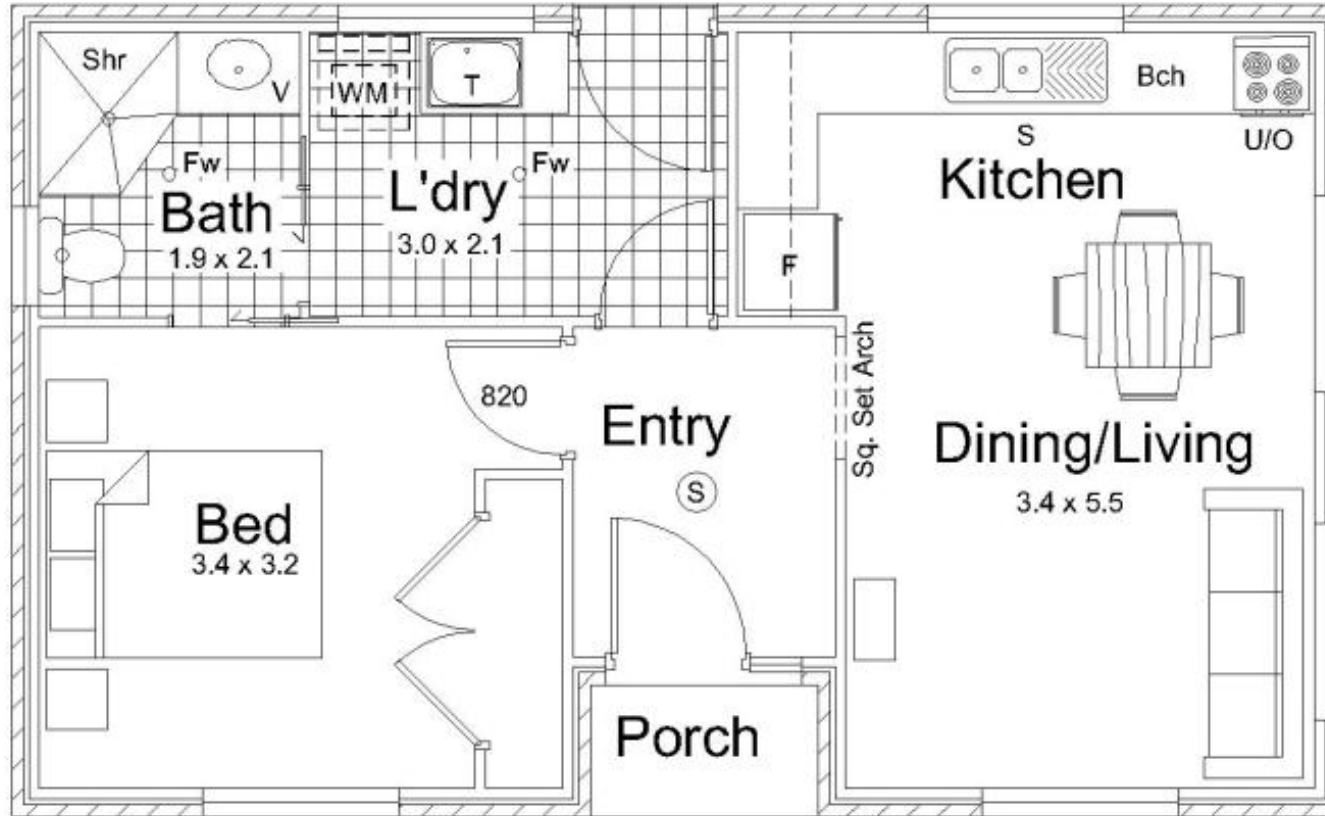 Shr
V
WM
T
Bch
U/O
S
Kitchen
Fw
Bath
1.9 x 2.1
L'dry
3.0 x 2.1
Fw
F
820
Entry
S
Sq. Set Arch
Dining/Living
3.4 x 5.5
Bed
3.4 x 3.2
Porch